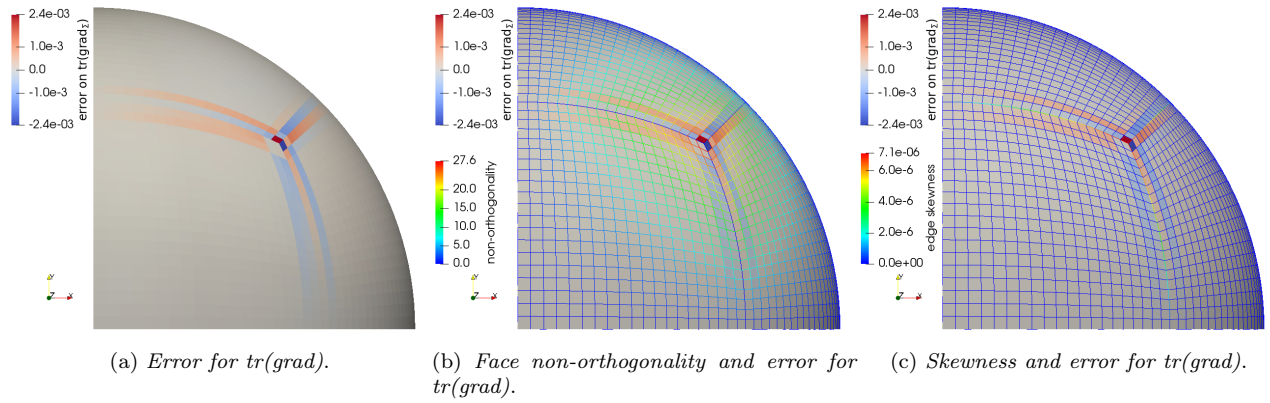 2.4e-03
1.0e-3
0.0
-1.0e-3
-2.4e-03
error on tr(grad_Σ)
Y
Z
X
2.4e-03
1.0e-3
0.0
-1.0e-3
-2.4e-03
error on tr(grad_Σ)
27.6
20.0
15.0
10.0
5.0
0.0
non-orthogonality
Y
Z
X
2.4e-03
1.0e-3
0.0
-1.0e-3
-2.4e-03
error on tr(grad_Σ)
7.1e-06
4.0e-6
2.0e-6
0.0e+00
edge skewness
Y
Z
X
(a) Error for tr(grad).
(b) Face non-orthogonality and error for
tr(grad).
(c) Skewness and error for tr(grad).